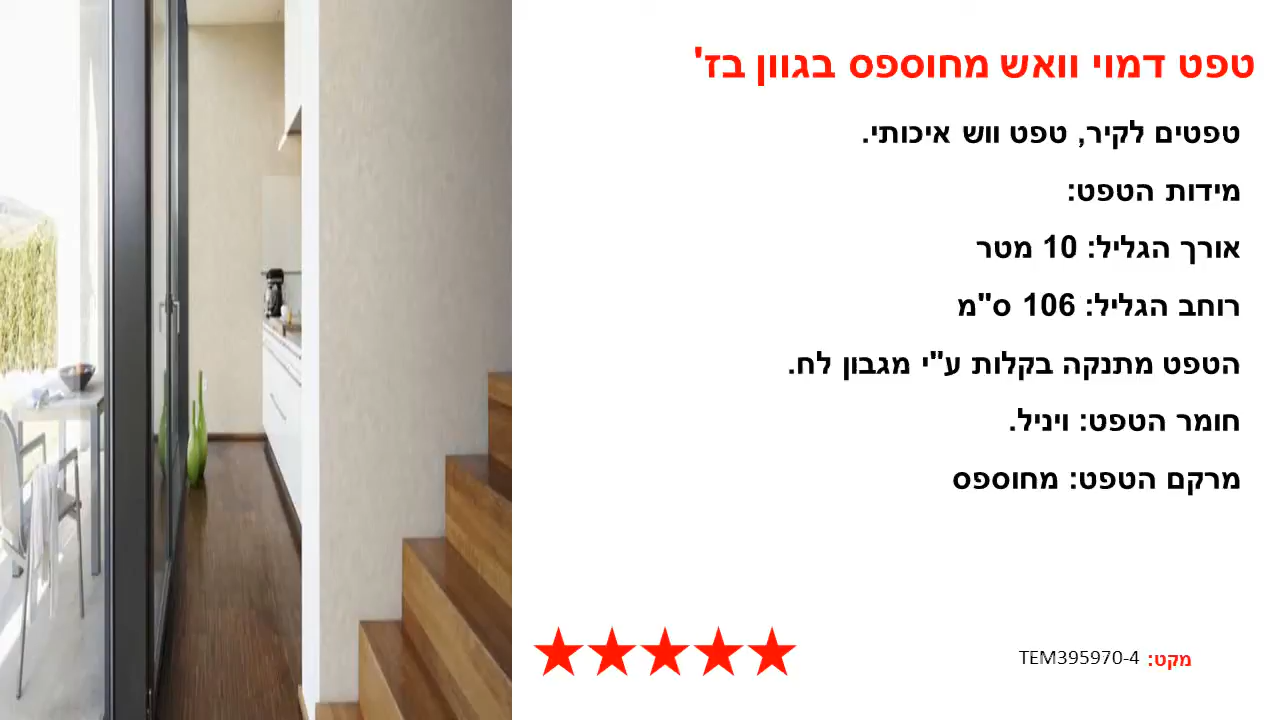 טפט דמוי וואש מחוספס בגוון בז'
טפטים לקיר, טפט ווש איכותי.
מידות הטפט:
אורך הגליל: 10 מטר
רוחב הגליל: 106 ס"מ
הטפט מתנקה בקלות ע"י מגבון לח.
חומר הטפט: ויניל.
מרקם הטפט: מחוספס
מקט: TEM395970-4